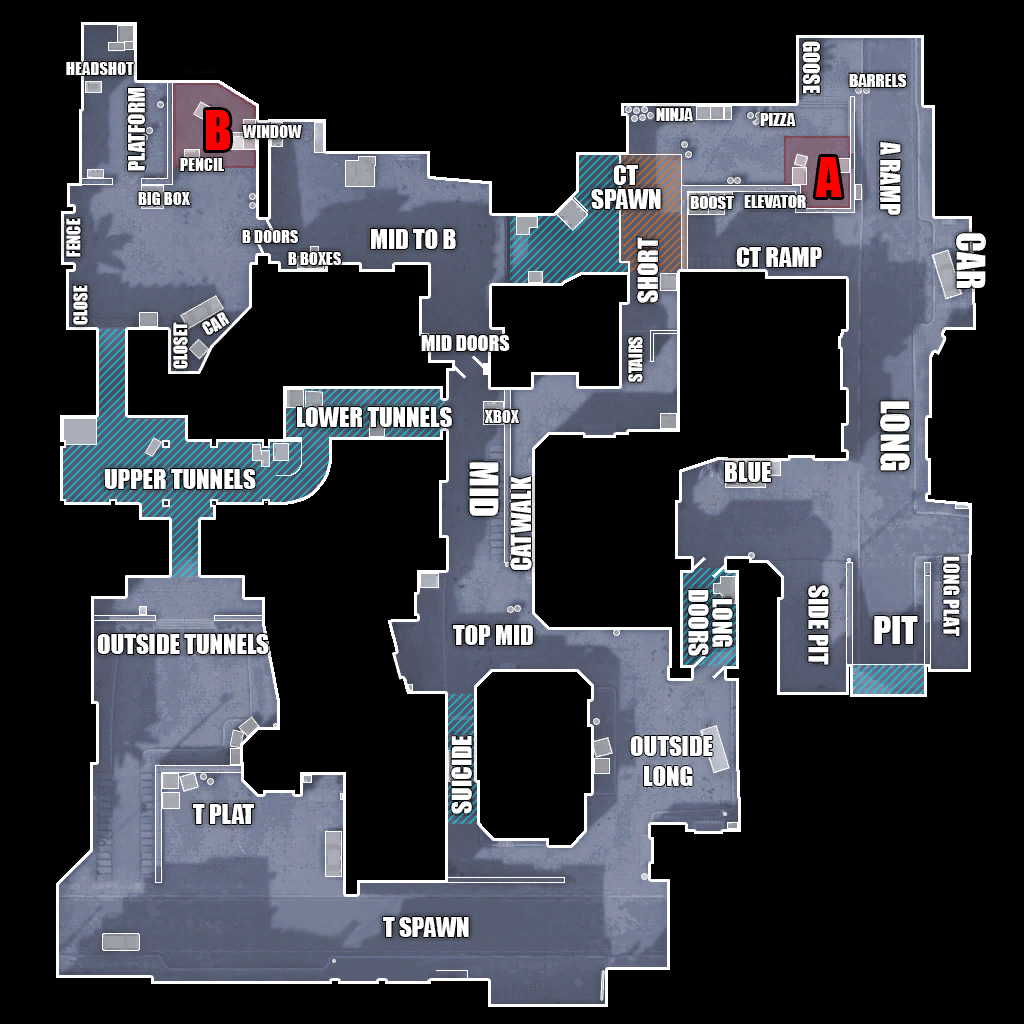 GOOSE
HEADSHOT
BARRELS
PLATFORM
B
WINDOW
NINJA
PIZZA
PENCIL
A
A RAMP
CT
SPAWN
BIG BOX
BOOST
ELEVATOR
FENCE
B DOORS
MID TO B
B BOXES
SHORT
CT RAMP
CAR
CLOSE
CLOSET
CAR
MID DOORS
STAIRS
LOWER TUNNELS
XBOX
LONG
UPPER TUNNELS
MID
CATWALK
BLUE
LONG
DOORS
SIDE PIT
PIT
LONG PLAT
OUTSIDE TUNNELS
TOP MID
SUICIDE
OUTSIDE
LONG
T PLAT
T SPAWN